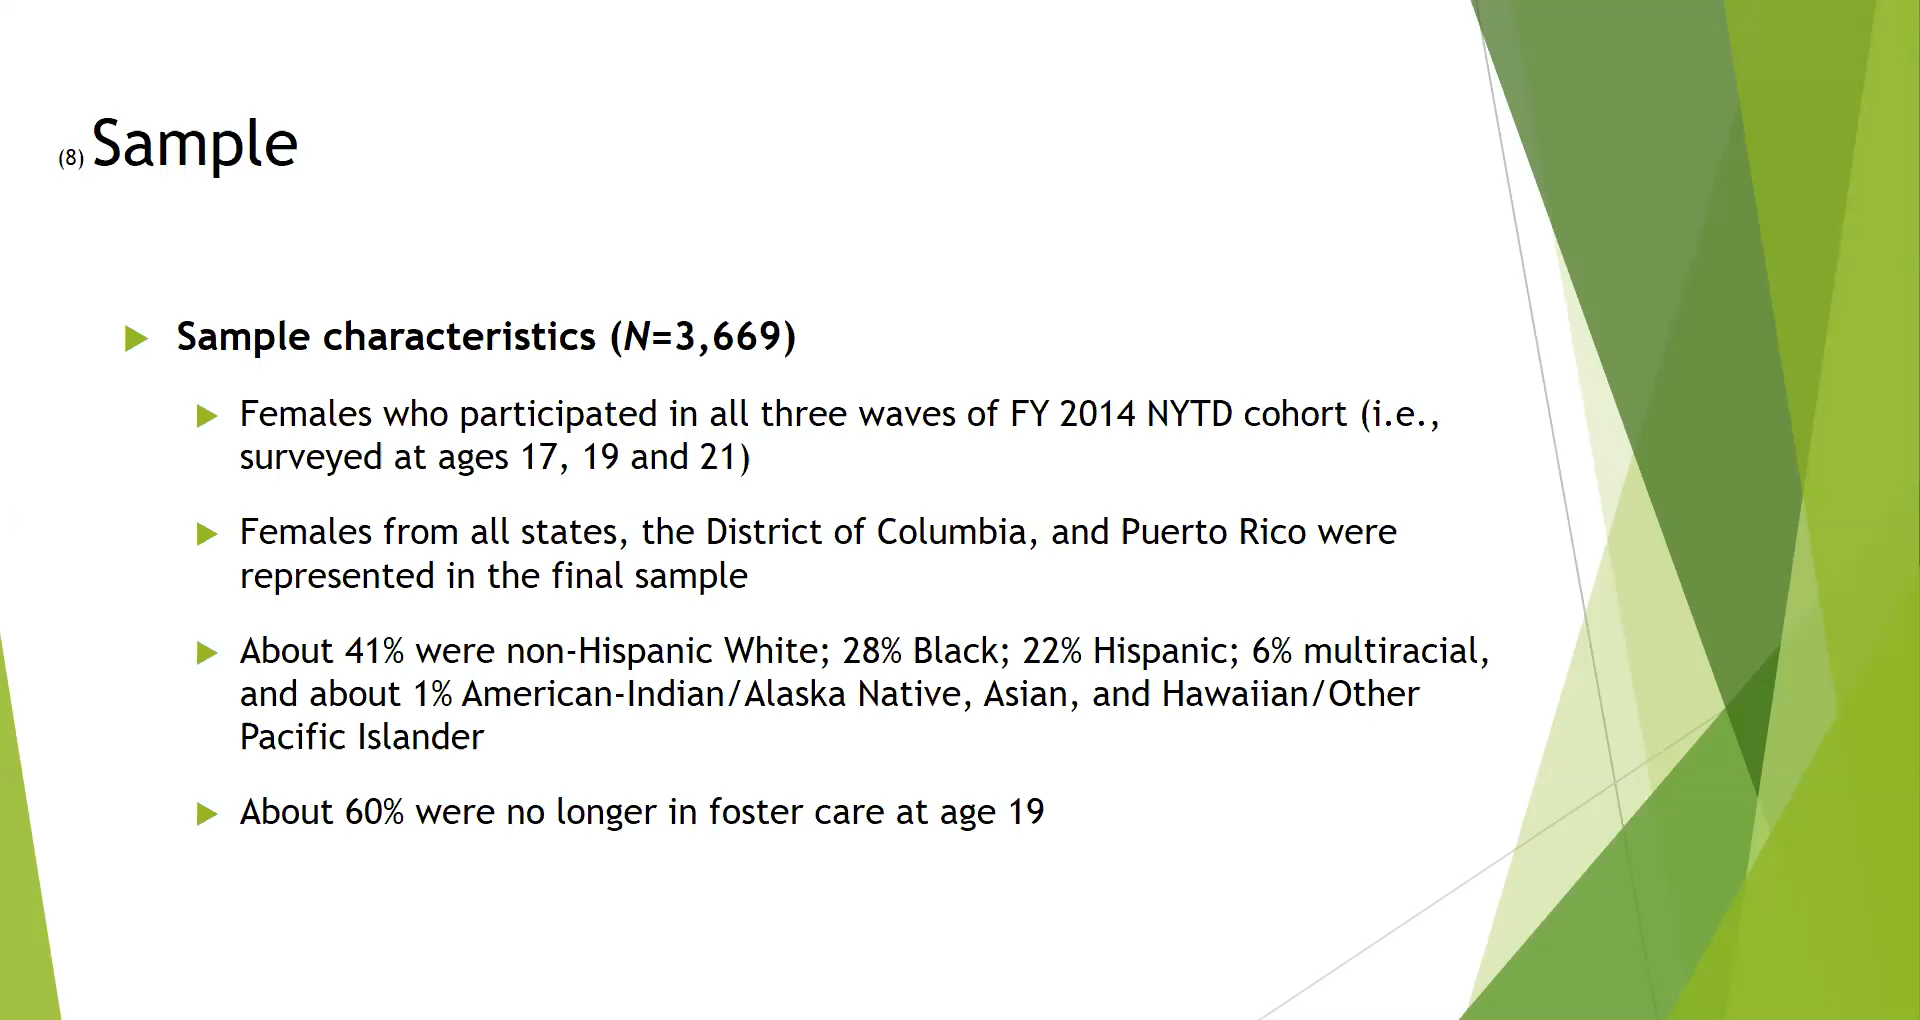 (8) Sample
Sample characteristics (N=3,669)
Females who participated in all three waves of FY 2014 NYTD cohort (i.e.,
surveyed at ages 17, 19 and 21)
Females from all states, the District of Columbia, and Puerto Rico were
represented in the final sample
About 41% were non-Hispanic White; 28% Black; 22% Hispanic; 6% multiracial,
and about 1% American-Indian/Alaska Native, Asian, and Hawaiian/Other
Pacific Islander
About 60% were no longer in foster care at age 19